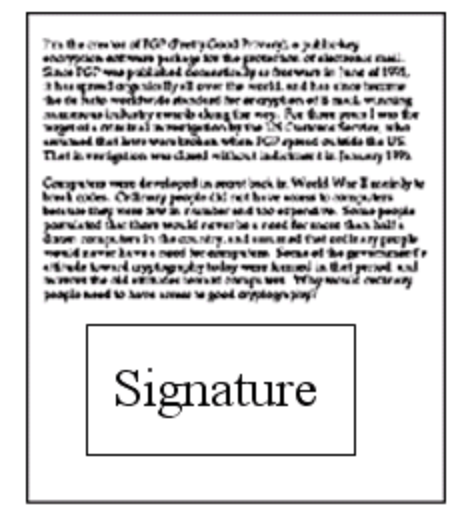 I'm the creator of PGP (Pretty Good Privacy), a public-key
encryption software package for the protection of electronic mail.
Since PGP was published domestically as freeware in June of 1991,
it has spread organically all over the world, and has since become
the de facto worldwide standard for encryption of E-mail, winning
numerous industry awards along the way. For three years I was the
target of a criminal investigation by the US Customs Service, who
assumed that laws were broken when PGP spread outside the US.
That investigation was closed without indictment in January 1996.
Computers were developed in secret back in World War II mainly to
break codes. Ordinary people did not have access to computers,
because they were few in number and too expensive. Some people
postulated that there would never be a need for more than half a
dozen computers in the country, and assumed that ordinary people
would never have a need for computers. Some of the government's
attitude toward cryptography today were formed in that period, and
the old attitudes toward computers. Why would ordinary
people need to have access to good cryptography?
Signature